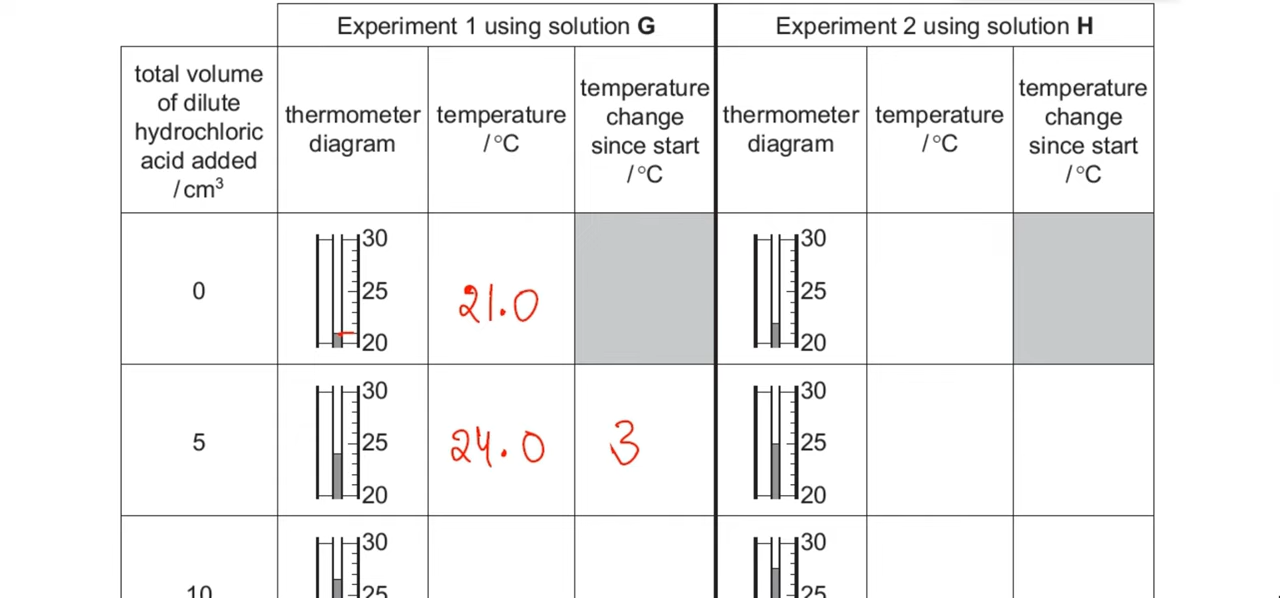 Experiment 1 using solution G
Experiment 2 using solution H
total volume
of dilute
hydrochloric
acid added
/ cm³
thermometer
diagram
temperature
/ °C
temperature
change
since start
/ °C
thermometer
diagram
temperature
/ °C
temperature
change
since start
/ °C
0
30
25
20
21.0
30
25
20
5
30
25
20
24.0
3
30
25
20
10
30
25
30
25